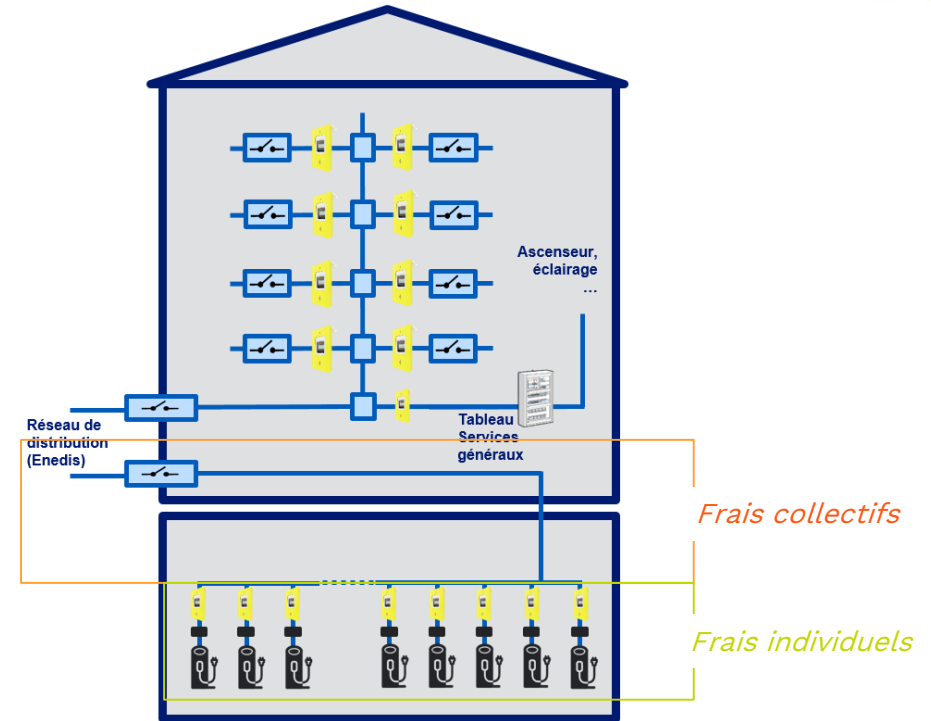 Ascenseur,
éclairage
...
Réseau de
distribution
(Enedis)
Tableau
Services
généraux
Frais collectifs
Frais individuels